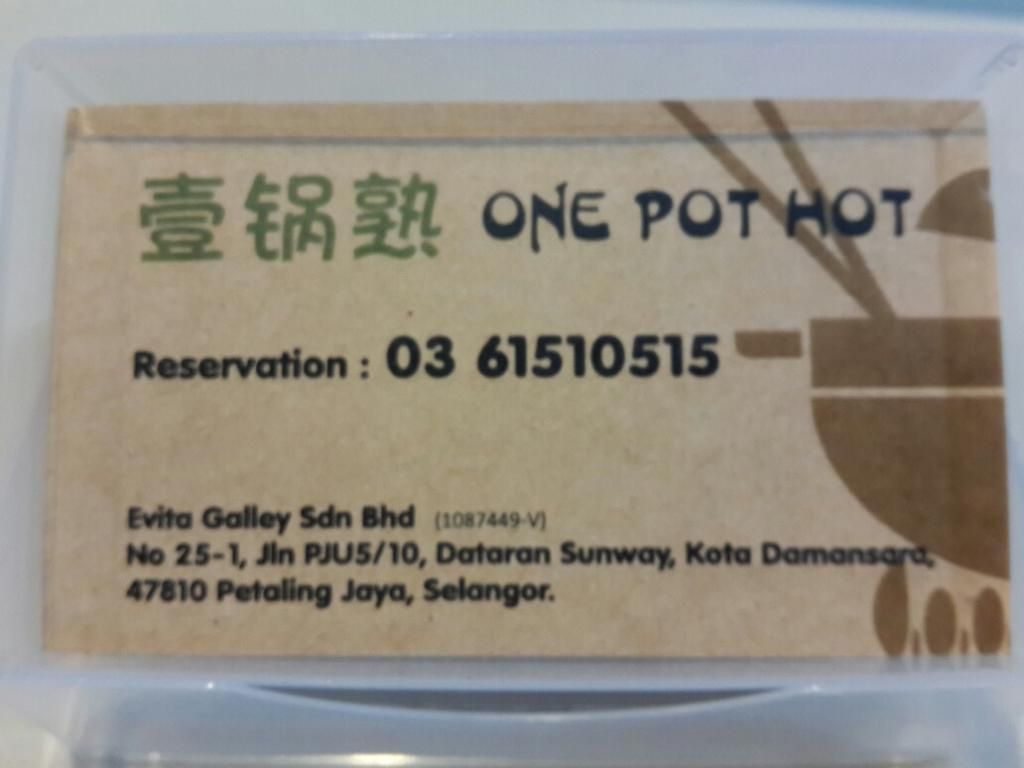 壹锅熟 ONE POT HOT
Reservation : 03 61510515
Evita Galley Sdn Bhd (1087449-V)
No 25-1, Jln PJU5/10, Dataran Sunway, Kota Damansara,
47810 Petaling Jaya, Selangor.